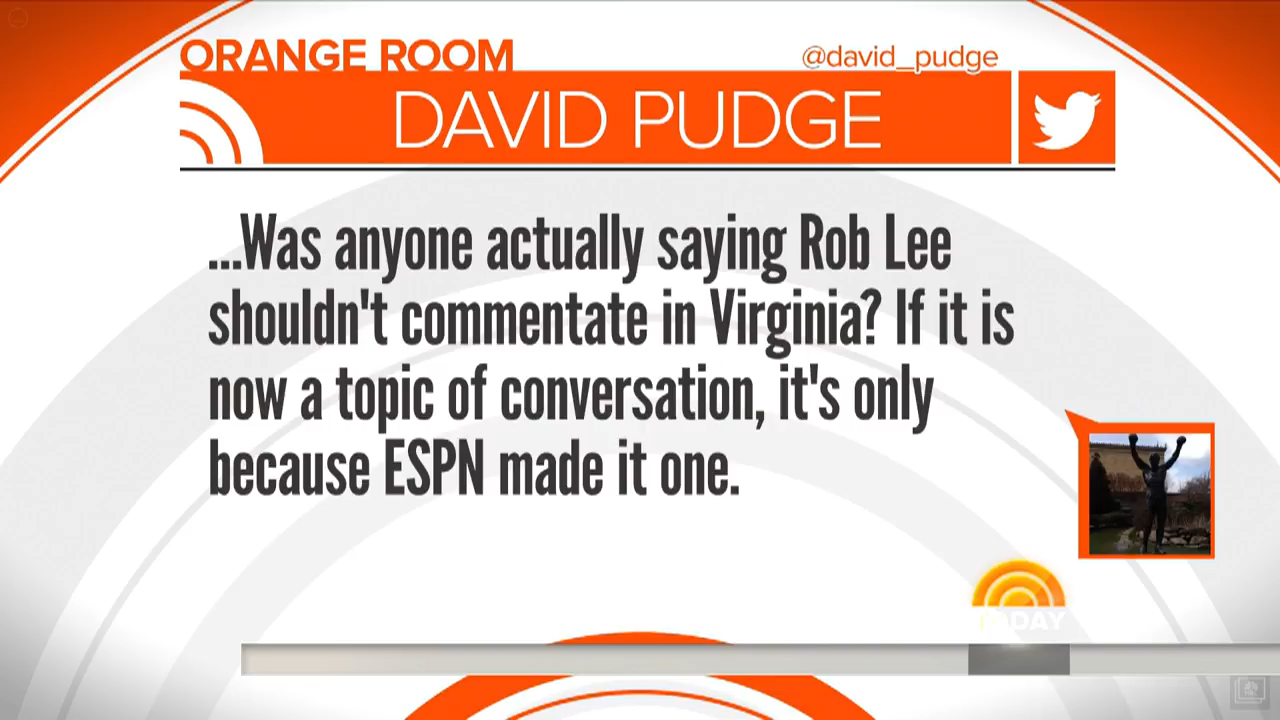 ORANGE ROOM
@david_pudge
DAVID PUDGE
...Was anyone actually saying Rob Lee
shouldn't commentate in Virginia? If it is
now a topic of conversation, it's only
because ESPN made it one.
TODAY